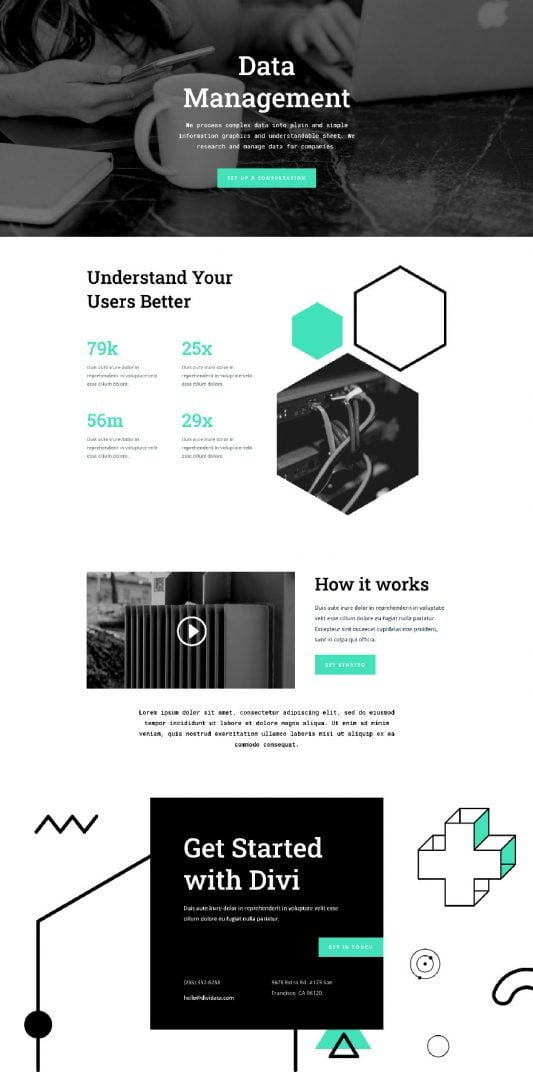 Data
Management
We process complex data into plain and simple
information graphics and understandable sheet. We
research and manage data for companies
SET UP A CONSULTATION
Understand Your
Users Better
79k
Duis aute irure dolor in
reprehenderit in voluptate velit
esse cillum dolore.
25x
Duis aute irure dolor in
reprehenderit in voluptate velit
esse cillum dolore.
56m
Duis aute irure dolor in
reprehenderit in voluptate velit
esse cillum dolore.
29x
Duis aute irure dolor in
reprehenderit in voluptate velit
esse cillum dolore.
How it works
Duis aute irure dolor in reprehenderit in voluptate
velit esse cillum dolore eu fugiat nulla pariatur.
Excepteur sint occaecat cupidatat non proident,
sunt in culpa qui officia.
GET STARTED
Lorem ipsum dolor sit amet, consectetur adipiscing elit, sed do eiusmod
tempor incididunt ut labore et dolore magna aliqua. Ut enim ad minim
veniam, quis nostrud exercitation ullamco laboris nisi ut aliquip ex ea
commodo consequat.
Get Started
with Divi
Duis aute irure dolor in reprehenderit in voluptate velit esse
cillum dolore eu fugiat nulla pariatur.
GET IN TOUCH
(255) 352-6258
hello@dividata.com
5678 Extra Rd. #123 San
Francisco, CA 96120.